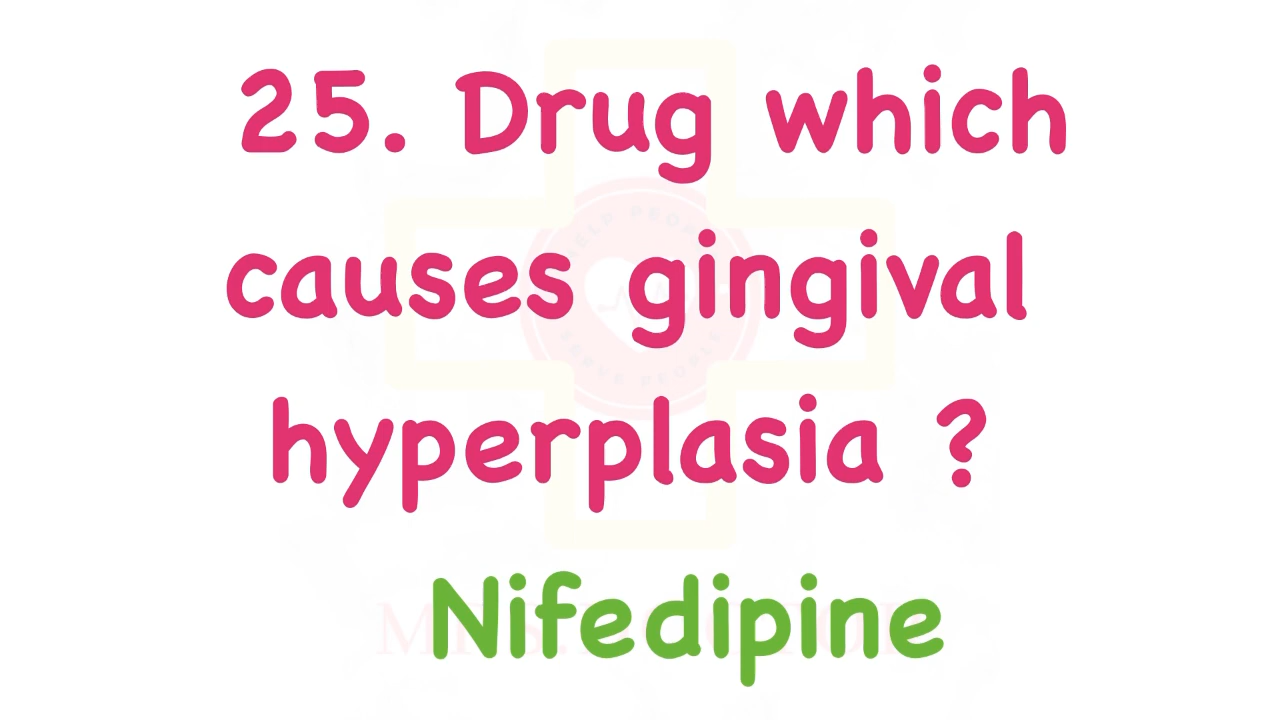 25. Drug which
causes gingival
hyperplasia ?
Nifedipine